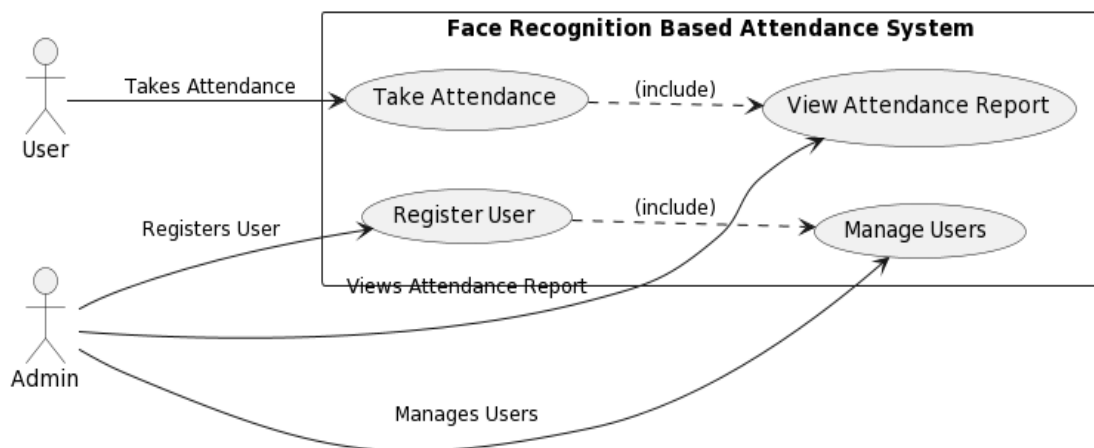 Face Recognition Based Attendance System
Takes Attendance
Take Attendance
(include)
View Attendance Report
User
Registers User
Register User
(include)
Manage Users
Views Attendance Report
Admin
Manages Users